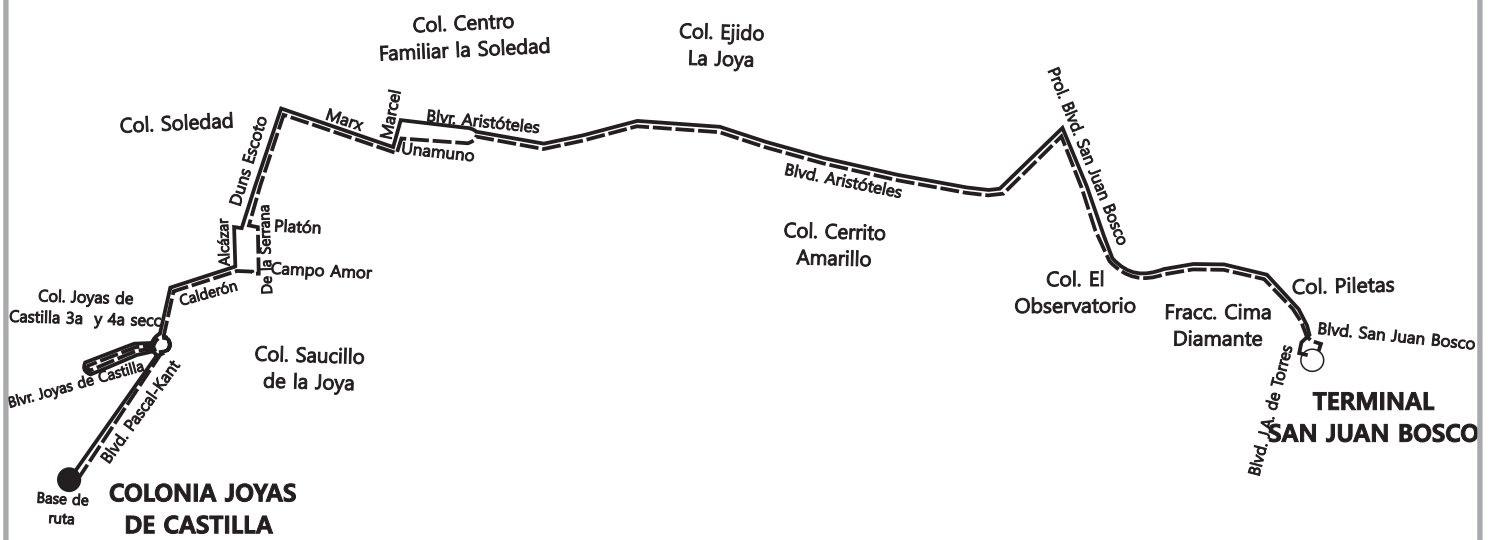 Col. Centro
Familiar la Soledad
Col. Ejido
La Joya
Col. Soledad
Duns Escoto
Marx
Marcel
Blvr. Aristóteles
Unamuno
Prol. Blvd. San Juan Bosco
Blvd. Aristóteles
Alcázar
De la Serrana
Platón
Campo Amor
Calderón
Col. Cerrito
Amarillo
Col. Joyas de
Castilla 3a y 4a secc
Col. El
Observatorio
Fracc. Cima
Diamante
Col. Piletas
Blvd. San Juan Bosco
Col. Saucillo
de la Joya
Blvr. Joyas de Castilla
Blvd. Pascal-Kant
Blvd. J.A. de Torres
TERMINAL
SAN JUAN BOSCO
Base de
ruta
COLONIA JOYAS
DE CASTILLA